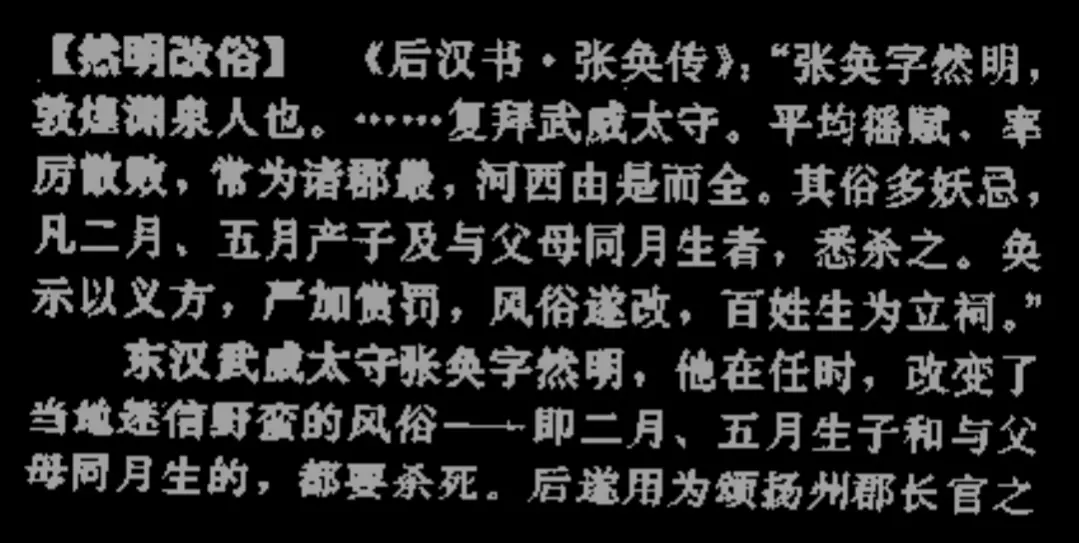 【然明改俗】 《后汉书·张奂传》：“张奂字然明，
敦煌渊泉人也。……复拜武威太守。平均徭赋、率
厉散败，常为诸郡最，河西由是而全。其俗多妖忌，
凡二月、五月产子及与父母同月生者，悉杀之。奂
示以义方，严加赏罚，风俗遂改，百姓生为立祠。”
东汉武威太守张奂字然明，他在任时，改变了
当地迷信野蛮的风俗——即二月、五月生子和与父
母同月生的，都要杀死。后遂用为颂扬州郡长官之